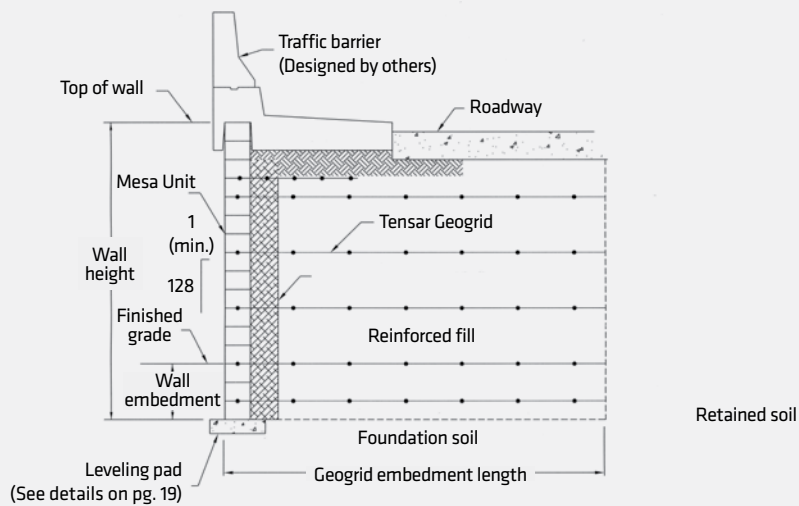 Traffic barrier
(Designed by others)
Top of wall
Roadway
Mesa Unit
1
(min.)
Tensar Geogrid
Wall
height
128
Finished
grade
Reinforced fill
Wall
embedment
Retained soil
Foundation soil
Leveling pad
(See details on pg. 19)
Geogrid embedment length